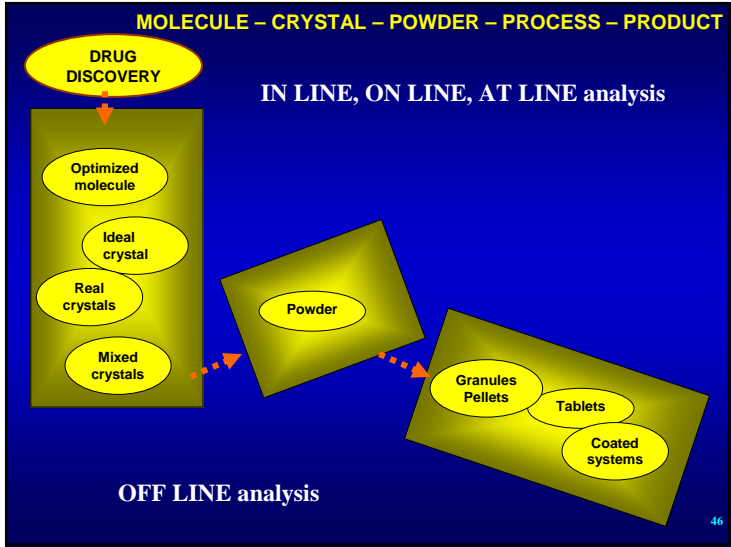 MOLECULE – CRYSTAL – POWDER – PROCESS – PRODUCT
DRUG
DISCOVERY
IN LINE, ON LINE, AT LINE analysis
Optimized
molecule
Ideal
crystal
Real
crystals
Mixed
crystals
Powder
Granules
Pellets
Tablets
Coated
systems
OFF LINE analysis
46